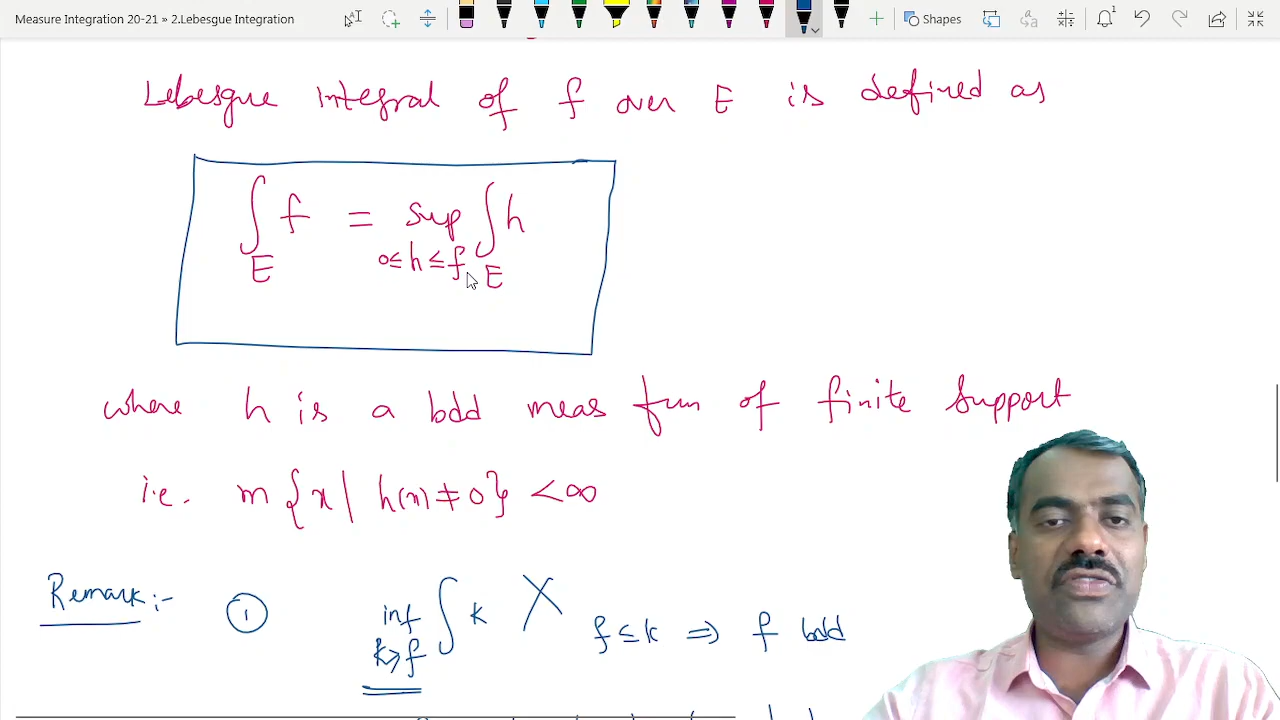 Measure Integration 20-21 » 2.Lebesgue Integration
Shapes
Lebesgue integral of f over E is defined as
∫_E f = sup_{0≤h≤f} ∫_E h
where h is a bdd meas fun of finite support
i.e. m{x| h(x)≠0} <∞
Remark:- ① inf_{k≥f} ∫ k X f≤k ⇒ f bdd